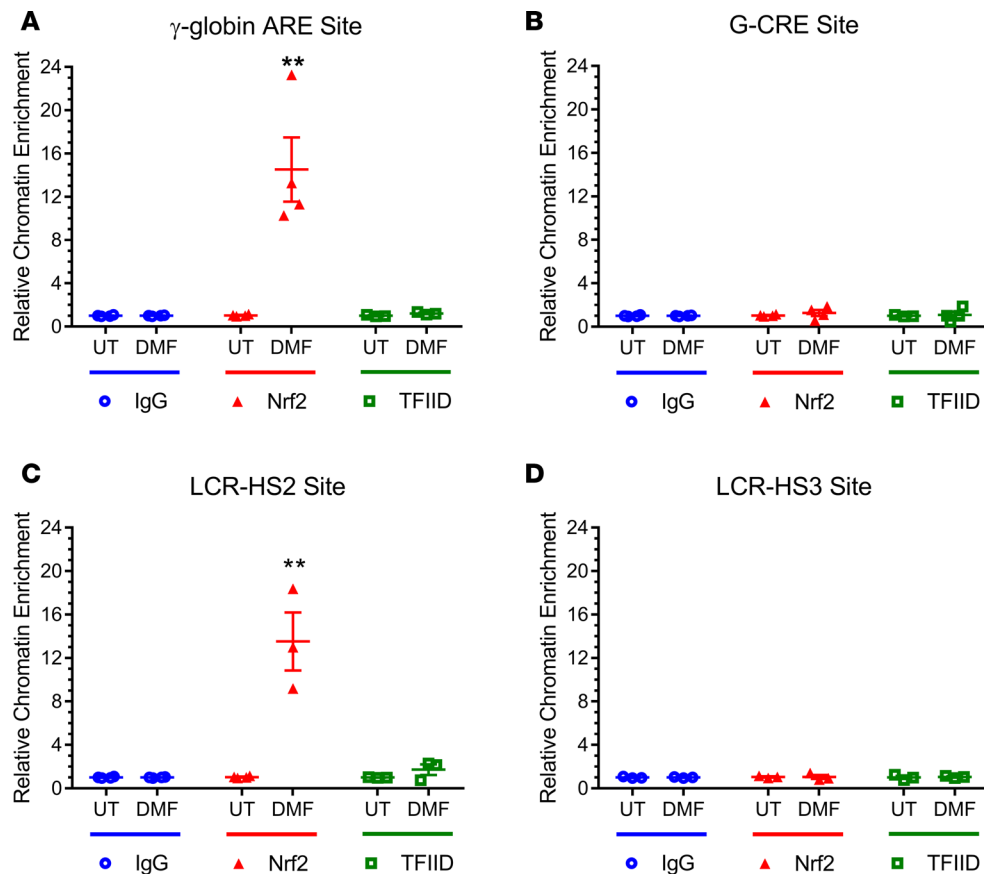 A
γ-globin ARE Site
Relative Chromatin Enrichment
24
20
16
12
8
4
0
**
UT DMF UT DMF UT DMF
IgG Nrf2 TFIID
B
G-CRE Site
Relative Chromatin Enrichment
24
20
16
12
8
4
0
UT DMF UT DMF UT DMF
IgG Nrf2 TFIID
C
LCR-HS2 Site
Relative Chromatin Enrichment
24
20
16
12
8
4
0
**
UT DMF UT DMF UT DMF
IgG Nrf2 TFIID
D
LCR-HS3 Site
Relative Chromatin Enrichment
24
20
16
12
8
4
0
UT DMF UT DMF UT DMF
IgG Nrf2 TFIID